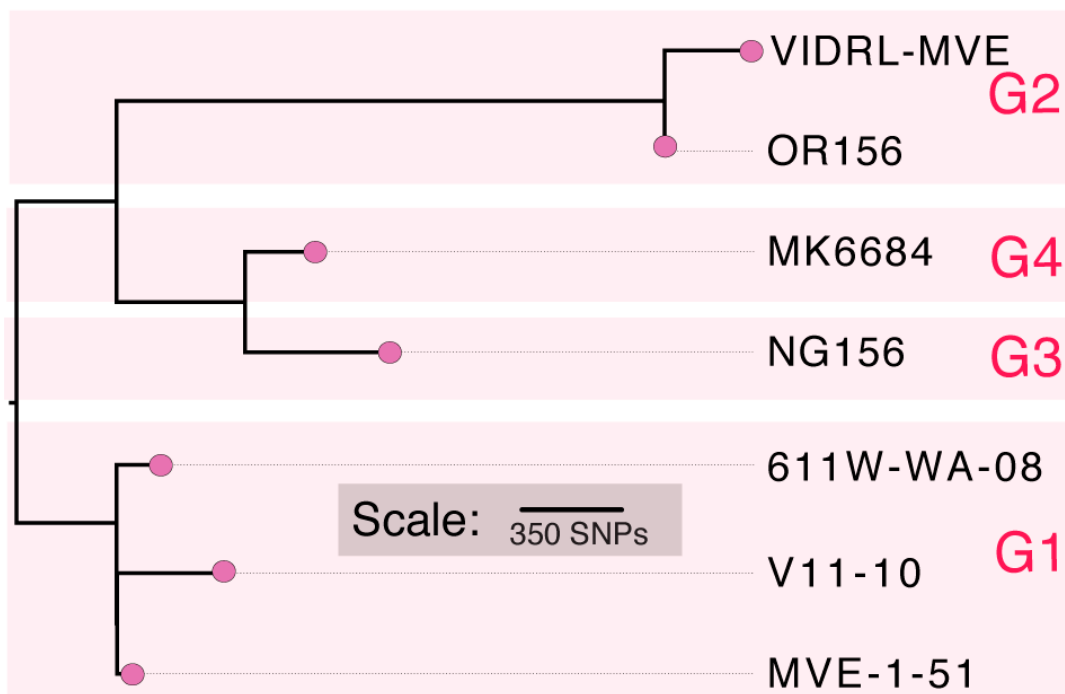 VIDRL-MVE
G2
OR156
MK6684
G4
NG156
G3
611W-WA-08
Scale:
350 SNPs
G1
V11-10
MVE-1-51